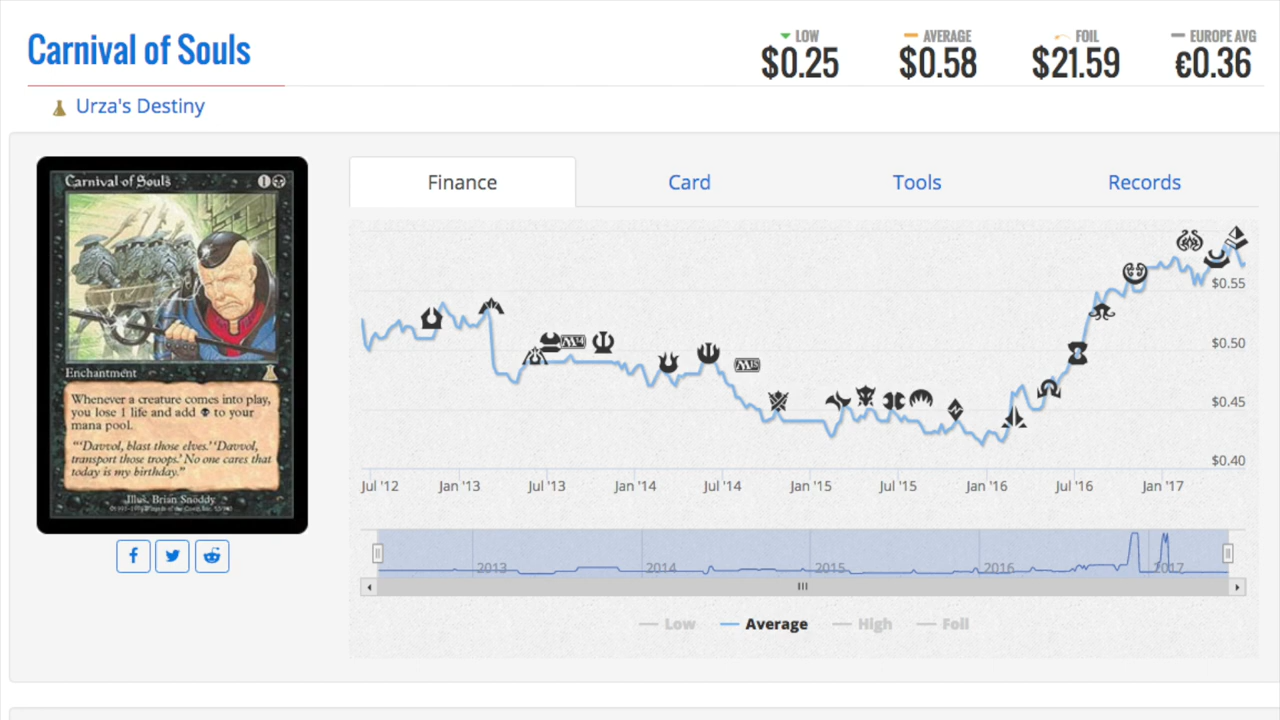 Carnival of Souls
LOW
$0.25
AVERAGE
$0.58
FOIL
$21.59
EUROPE AVG
€0.36
Urza's Destiny
Carnival of Souls
1
Enchantment
Whenever a creature comes into play,
you lose 1 life and add to your
mana pool.
"'Davvol, blast those elves.' 'Davvol,
transport those troops.' No one cares that
today is my birthday."
Illus. Brian Snoddy
Finance
Card
Tools
Records
M14
M15
$0.55
$0.50
$0.45
$0.40
Jul '12
Jan '13
Jul '13
Jan '14
Jul '14
Jan '15
Jul '15
Jan '16
Jul '16
Jan '17
2013
2014
2015
2016
2017
Low
Average
High
Foil